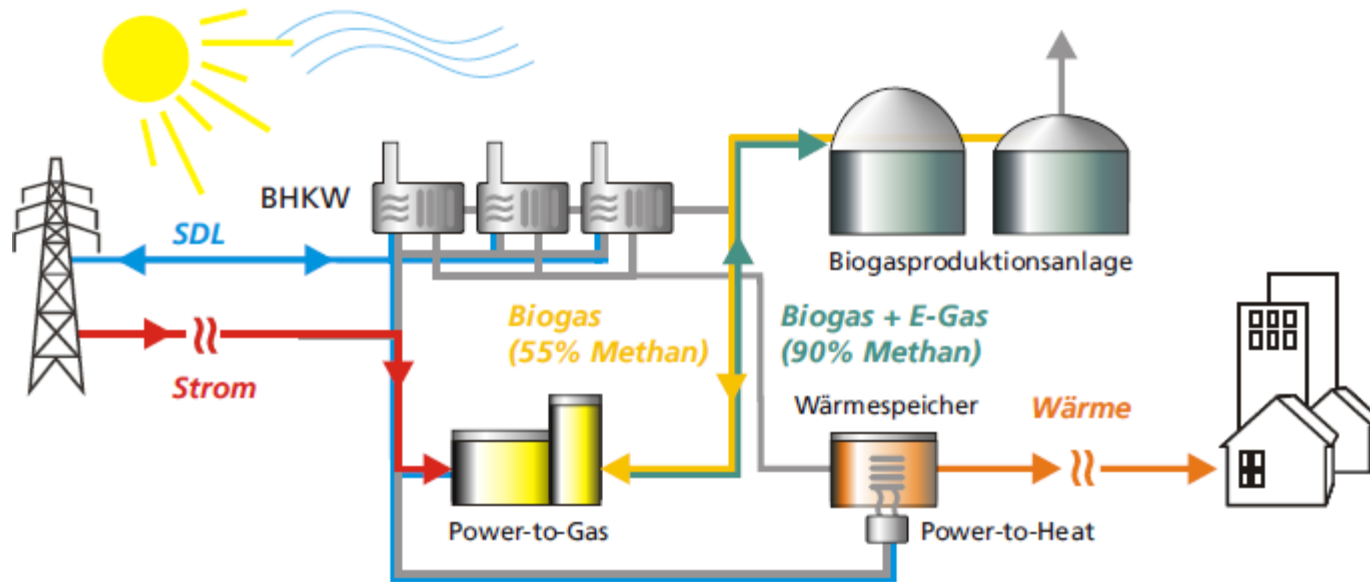 BHKW
SDL
Biogasproduktionsanlage
Biogas
(55% Methan)
Biogas + E-Gas
(90% Methan)
Strom
Wärmespeicher
Wärme
Power-to-Gas
Power-to-Heat